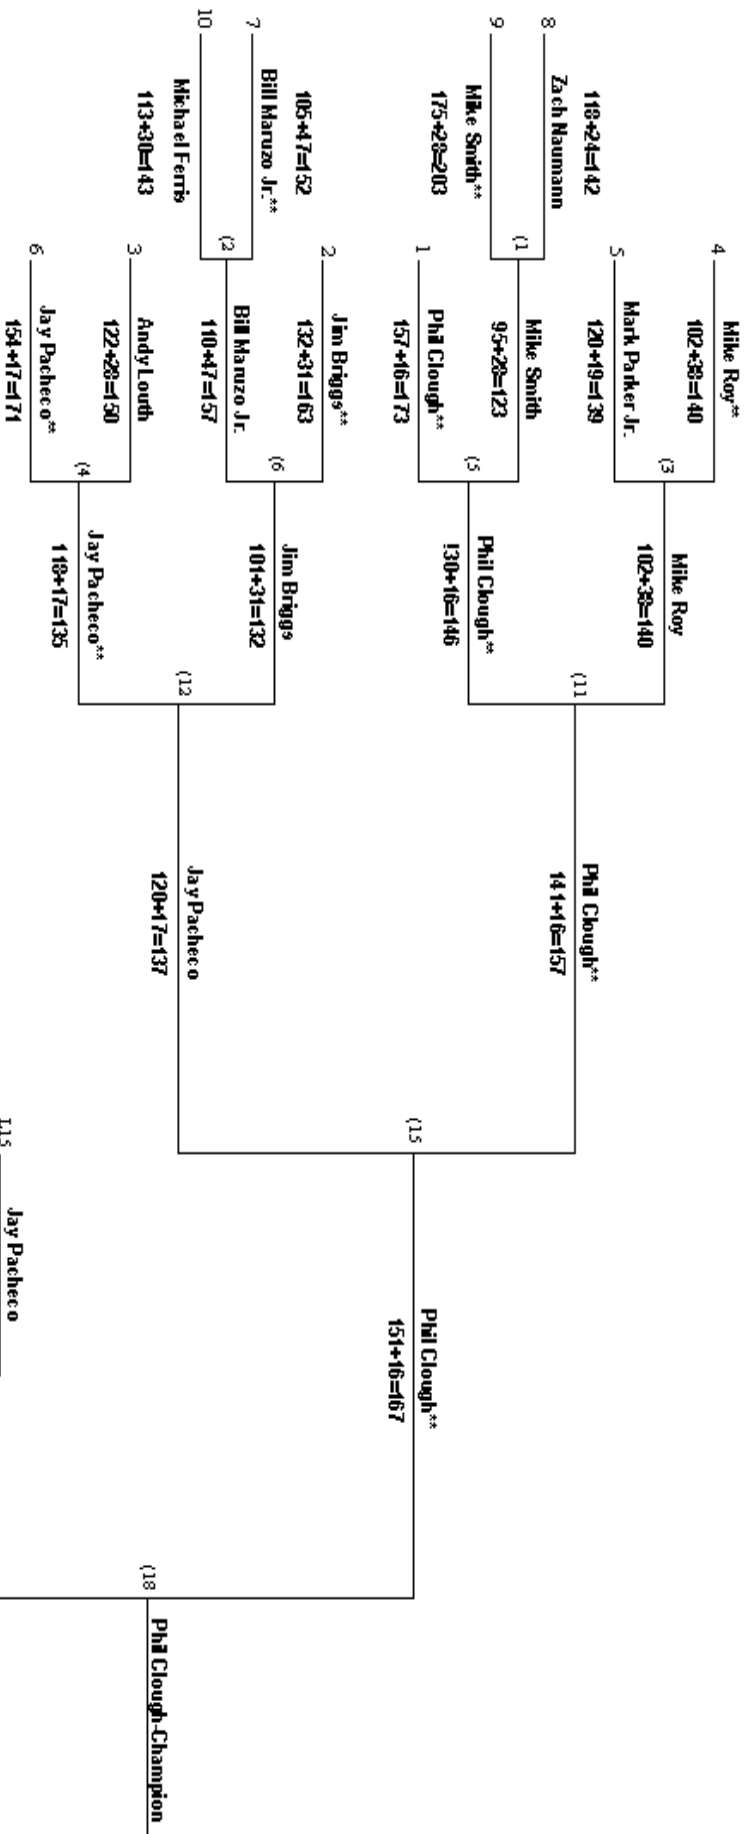 118+24=142
8
Zach Naumann
(1
9
Mike Smith**
175+28=203
105+47=152
7
Bill Maruzo Jr.**
(2
10
Michael Ferris
113+30=143
4
Mike Roy**
102+38=140
(3
5
Mark Parker Jr.
120+19=139
Mike Smith
95+28=123
(5
1
Phil Clough**
157+16=173
2
Jim Briggs**
132+31=163
(6
Bill Maruzo Jr.
110+47=157
3
Andy Louth
122+28=150
(4
6
Jay Pacheco**
154+17=171
Mike Roy
102+38=140
(11
Phil Clough**
!30+16=146
Jim Briggs
101+31=132
(12
Jay Pacheco**
118+17=135
Phil Clough**
141+16=157
(15
Jay Pacheco
120+17=137
Phil Clough**
151+16=167
(18
L15
Jay Pacheco
Phil Clough-Champion